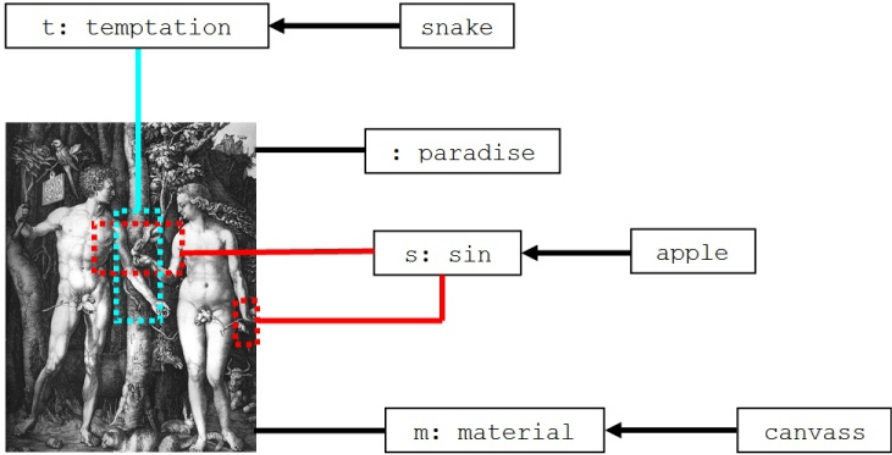 t: temptation
snake
: paradise
s: sin
apple
m: material
canvass